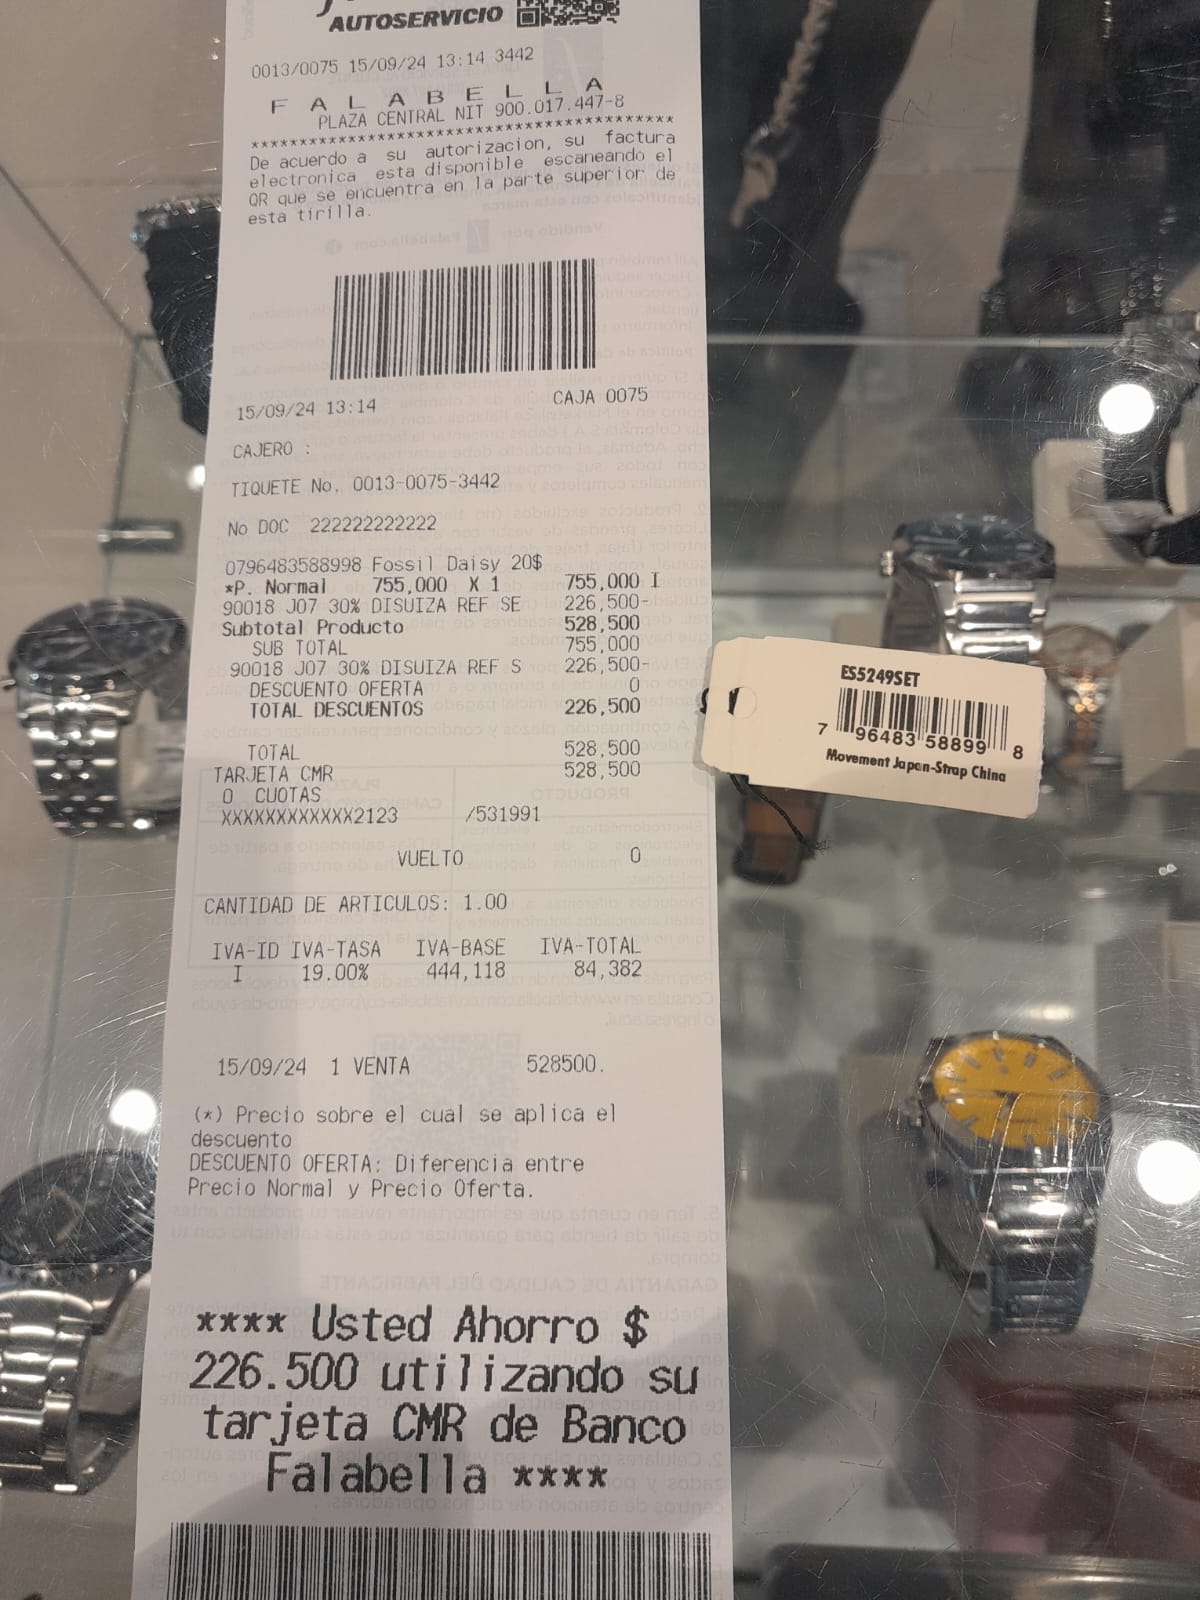 AUTOSERVICIO
0013/0075 15/09/24 13:14 3442
F A L A B E L L A
PLAZA CENTRAL NIT 900.017.447-8
******************************************
De acuerdo a su autorizacion, su factura
electronica esta disponible escaneando el
QR que se encuentra en la parte superior de
esta tirilla.
15/09/24 13:14 CAJA 0075
CAJERO :
TIQUETE No. 0013-0075-3442
No DOC 222222222222
0796483588998 Fossil Daisy 20$
*P. Normal 755,000 X 1 755,000 I
90018 J07 30% DISUIZA REF SE 226,500-
Subtotal Producto 528,500
SUB TOTAL 755,000
90018 J07 30% DISUIZA REF S 226,500-
DESCUENTO OFERTA 0
TOTAL DESCUENTOS 226,500
TOTAL 528,500
TARJETA CMR 528,500
0 CUOTAS
XXXXXXXXXXXX2123 /531991
VUELTO 0
CANTIDAD DE ARTICULOS: 1.00
IVA-ID IVA-TASA IVA-BASE IVA-TOTAL
I 19.00% 444,118 84,382
15/09/24 1 VENTA 528500.
(*) Precio sobre el cual se aplica el
descuento
DESCUENTO OFERTA: Diferencia entre
Precio Normal y Precio Oferta.
**** Usted Ahorro $
226.500 utilizando su
tarjeta CMR de Banco
Falabella ****
ES5249SET
7 96483 58899 8
Movement Japan-Strap China